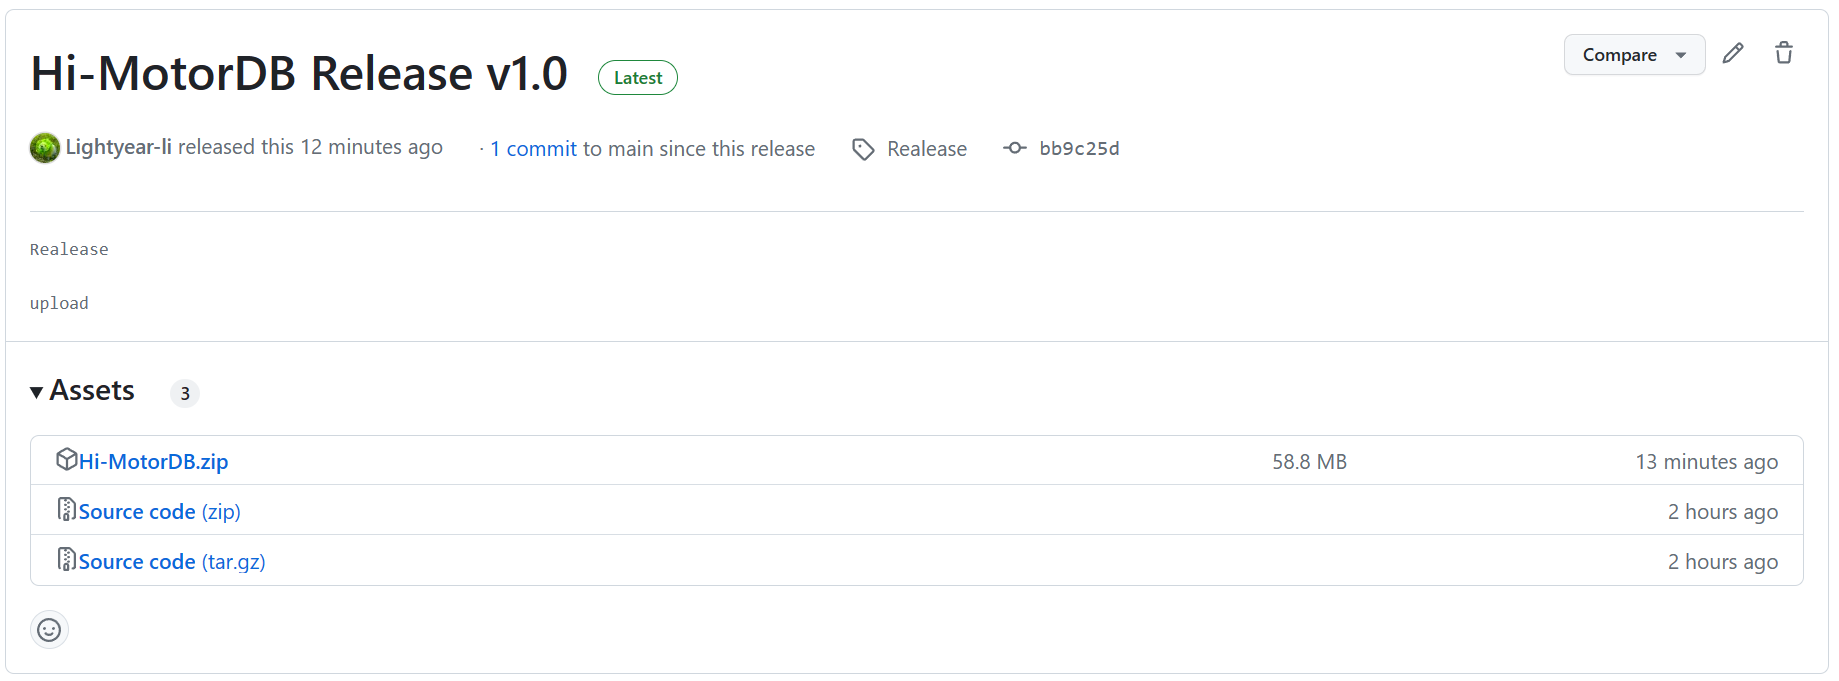 Hi-MotorDB Release v1.0 Latest Compare
Lightyear-li released this 12 minutes ago · 1 commit to main since this release Realease bb9c25d
Realease
upload
Assets 3
Hi-MotorDB.zip 58.8 MB 13 minutes ago
Source code (zip) 2 hours ago
Source code (tar.gz) 2 hours ago